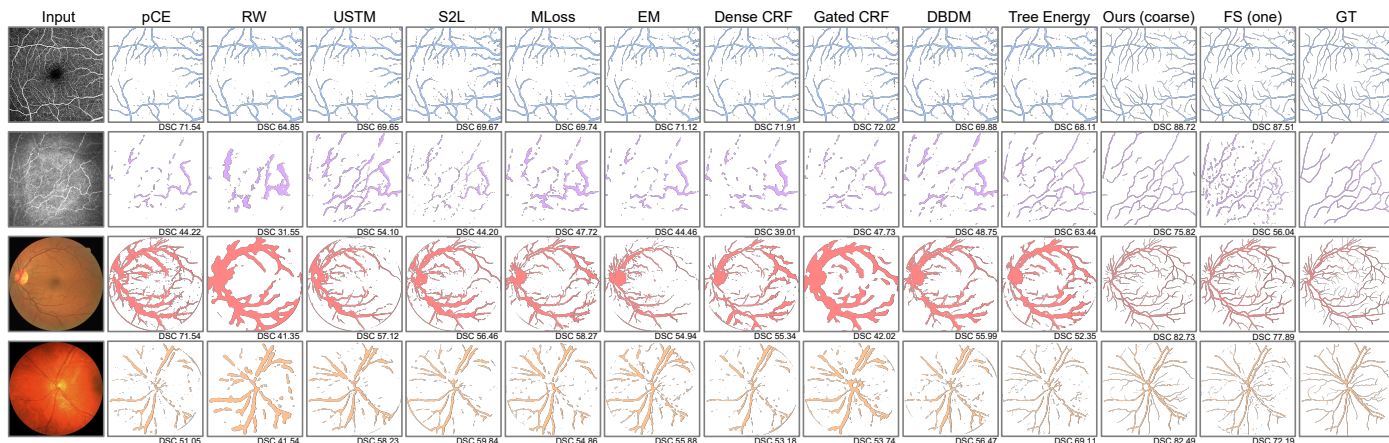 Input pCE RW USTM S2L MLoss EM Dense CRF Gated CRF DBDM Tree Energy Ours (coarse) FS (one) GT
DSC 71.54 DSC 64.85 DSC 69.65 DSC 69.67 DSC 69.74 DSC 71.12 DSC 71.91 DSC 72.02 DSC 69.88 DSC 68.11 DSC 88.72 DSC 87.51
DSC 44.22 DSC 31.55 DSC 54.10 DSC 44.20 DSC 47.72 DSC 44.46 DSC 39.01 DSC 47.73 DSC 48.75 DSC 63.44 DSC 75.82 DSC 56.04
DSC 71.54 DSC 41.35 DSC 57.12 DSC 56.46 DSC 58.27 DSC 54.94 DSC 55.34 DSC 42.02 DSC 55.99 DSC 52.35 DSC 82.73 DSC 77.89
DSC 51.05 DSC 41.54 DSC 58.23 DSC 59.84 DSC 54.86 DSC 55.88 DSC 53.18 DSC 53.74 DSC 56.47 DSC 69.11 DSC 82.49 DSC 72.19